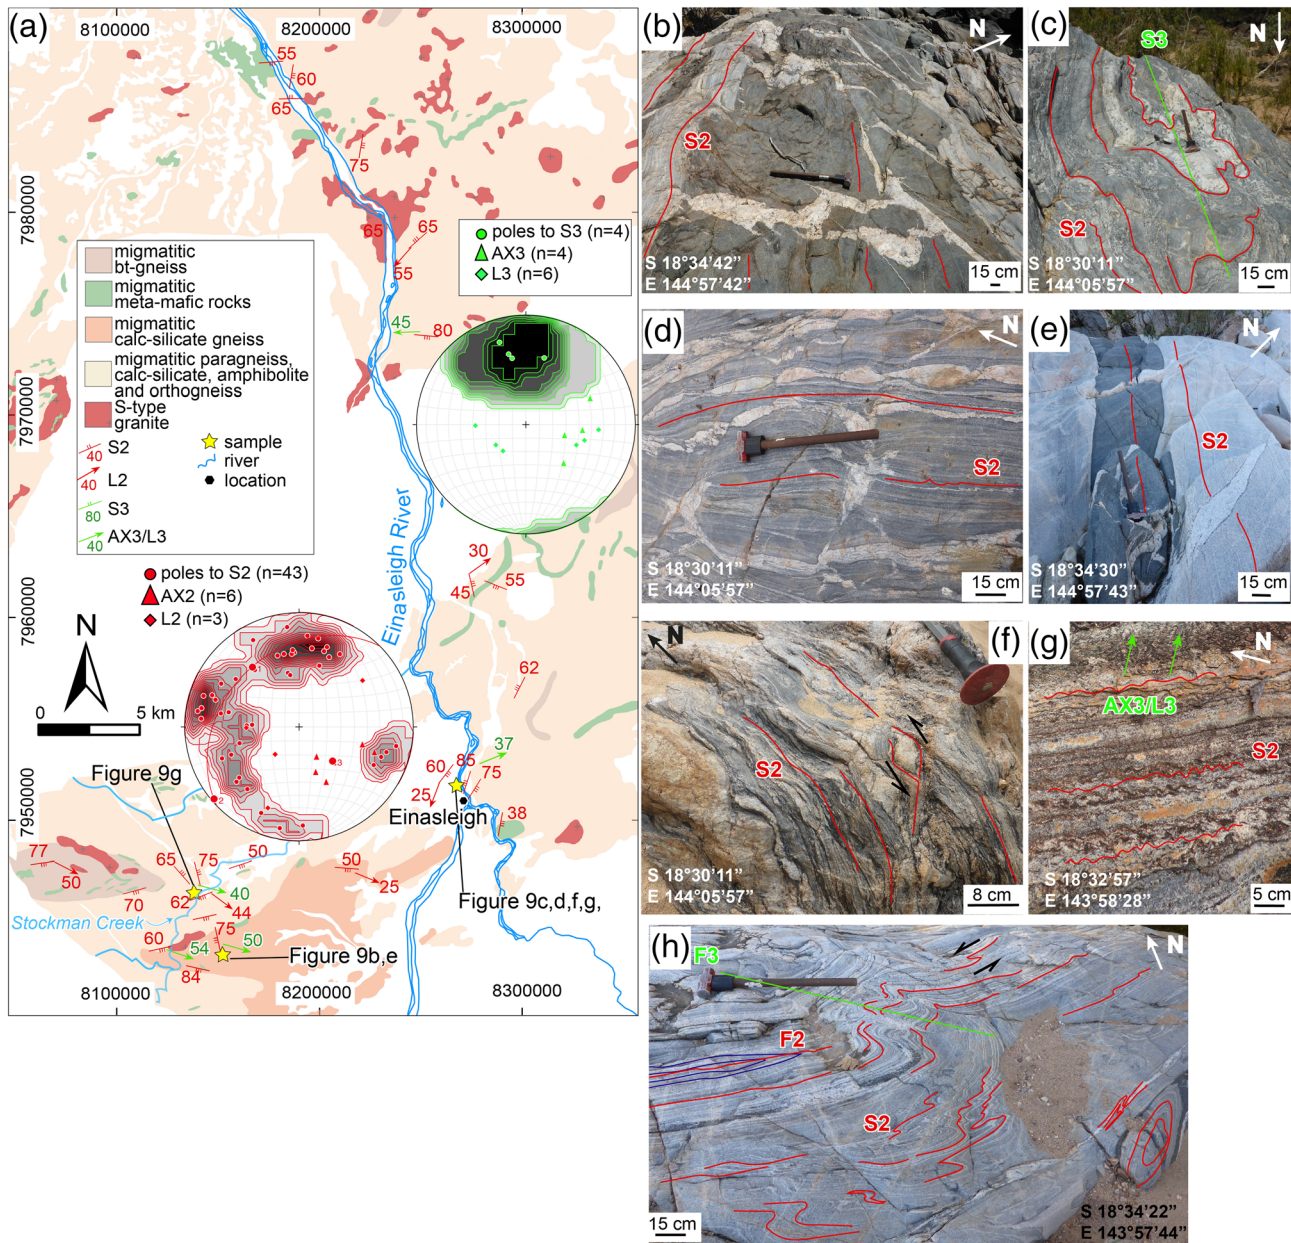 (a)
8100000
8200000
8300000
7980000
7970000
7960000
7950000
55
60
65
75
65
65
55
45
80
poles to S3 (n=4)
AX3 (n=4)
L3 (n=6)
migmatitic
bt-gneiss
migmatitic
meta-mafic rocks
migmatitic
calc-silicate gneiss
migmatitic paragneiss,
calc-silicate, amphibolite
and orthogneiss
S-type
granite
S2
40
L2
40
S3
80
AX3/L3
40
sample
river
location
poles to S2 (n=43)
AX2 (n=6)
L2 (n=3)
N
0 5 km
Einasleigh River
30
45
55
62
37
60
85
75
25
38
Einasleigh
Figure 9g
77
50
65
75
50
50
25
70
62
40
44
75
60
54
50
84
Stockman Creek
Figure 9c,d,f,g,
Figure 9b,e
8100000
8200000
8300000
(b)
N
S2
S 18°34'42''
E 144°57'42''
15 cm
(c)
N
S3
S2
S 18°30'11''
E 144°05'57''
15 cm
(d)
N
S2
S 18°30'11''
E 144°05'57''
15 cm
(e)
N
S2
S 18°34'30''
E 144°57'43''
15 cm
(f)
N
S2
S 18°30'11''
E 144°05'57''
8 cm
(g)
N
AX3/L3
S2
S 18°32'57''
E 143°58'28''
5 cm
(h)
N
F3
F2
S2
S 18°34'22''
E 143°57'44''
15 cm